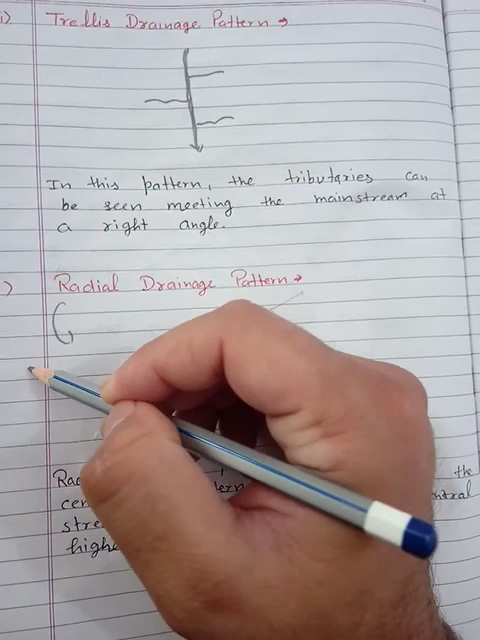 i) Trellis Drainage Pattern →
In this pattern, the tributaries can
be seen meeting the mainstream at
a right angle.
) Radial Drainage Pattern →
the